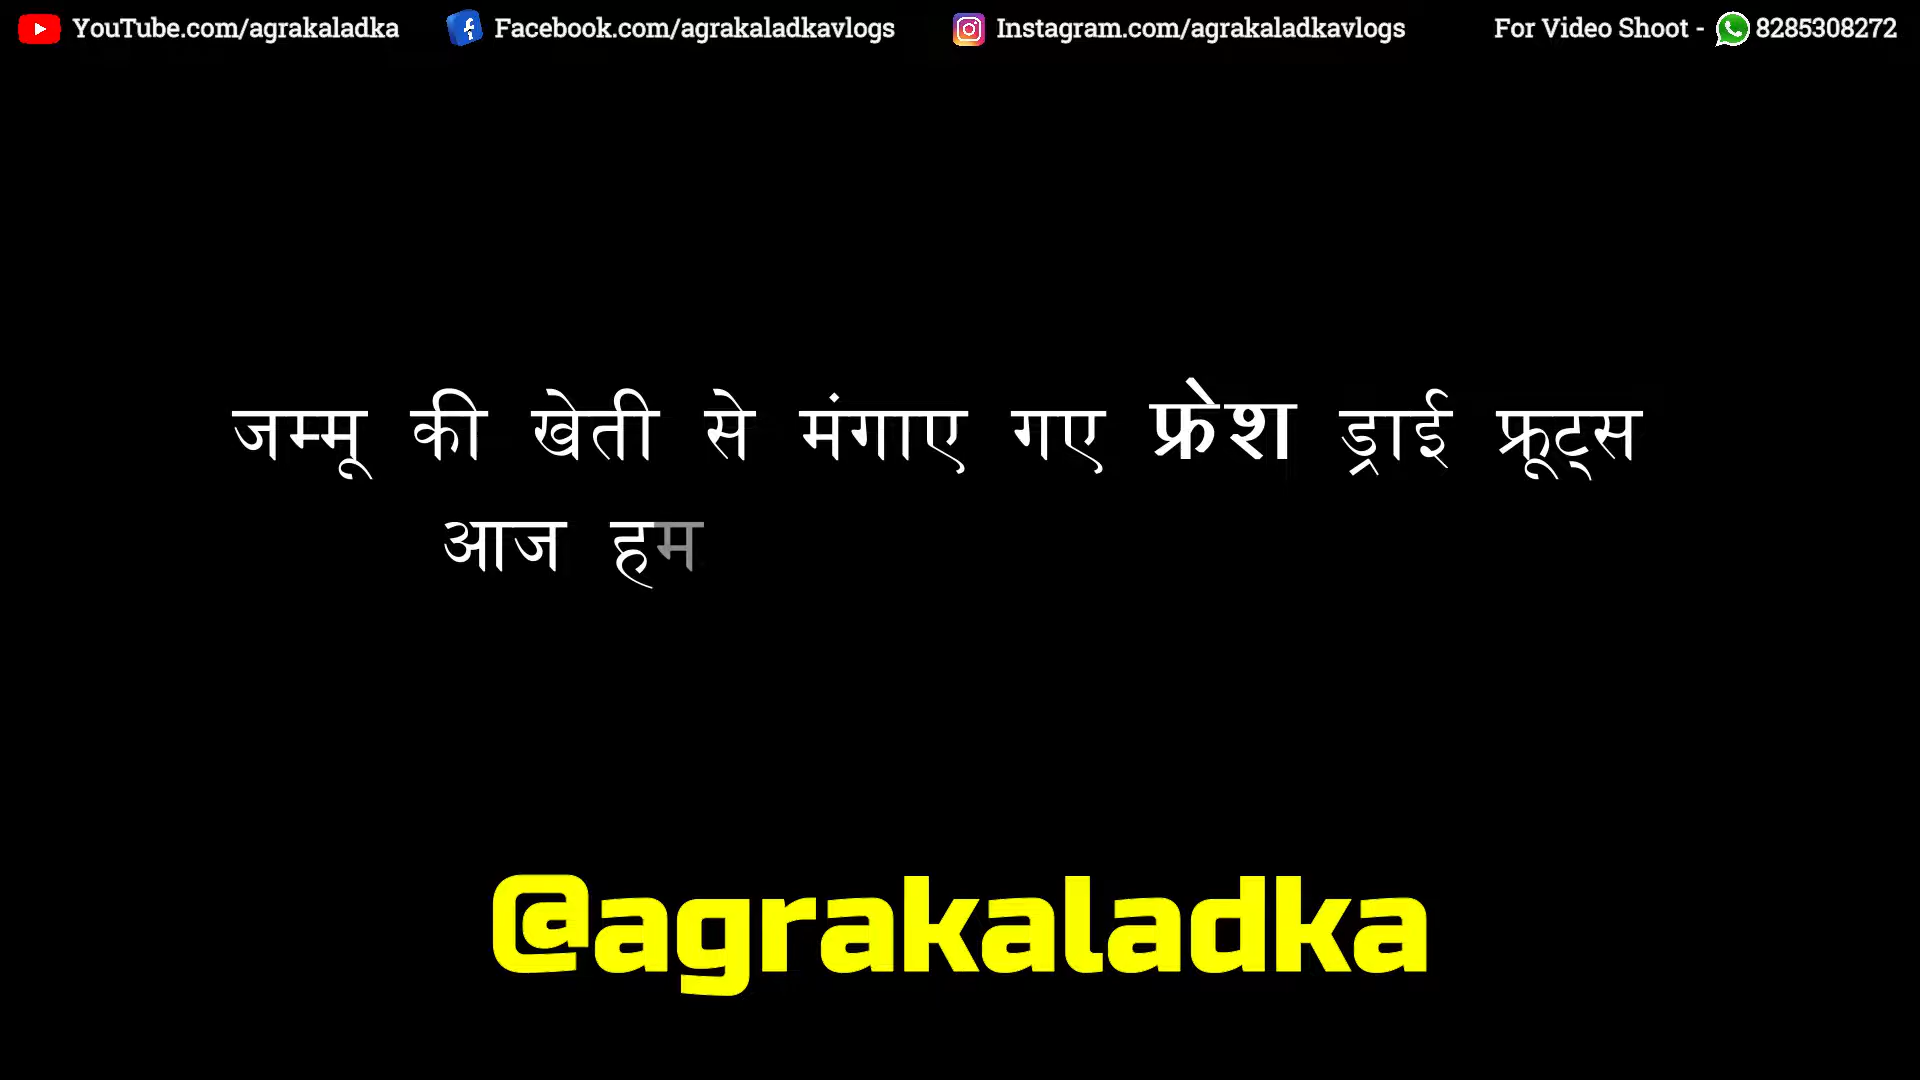 YouTube.com/agrakaladka Facebook.com/agrakaladkavlogs Instagram.com/agrakaladkavlogs For Video Shoot - 8285308272
जम्मू की खेती से मंगाए गए फ्रेश ड्राई फ्रूट्स
आज हम
@agrakaladka